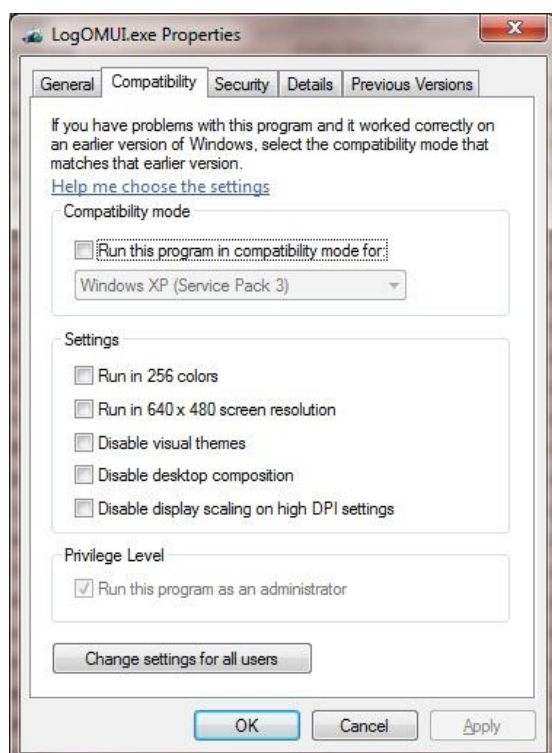 LogOMUI.exe Properties
General Compatibility Security Details Previous Versions
If you have problems with this program and it worked correctly on
an earlier version of Windows, select the compatibility mode that
matches that earlier version.
Help me choose the settings
Compatibility mode
Run this program in compatibility mode for:
Windows XP (Service Pack 3)
Settings
Run in 256 colors
Run in 640 x 480 screen resolution
Disable visual themes
Disable desktop composition
Disable display scaling on high DPI settings
Privilege Level
Run this program as an administrator
Change settings for all users
OK Cancel Apply